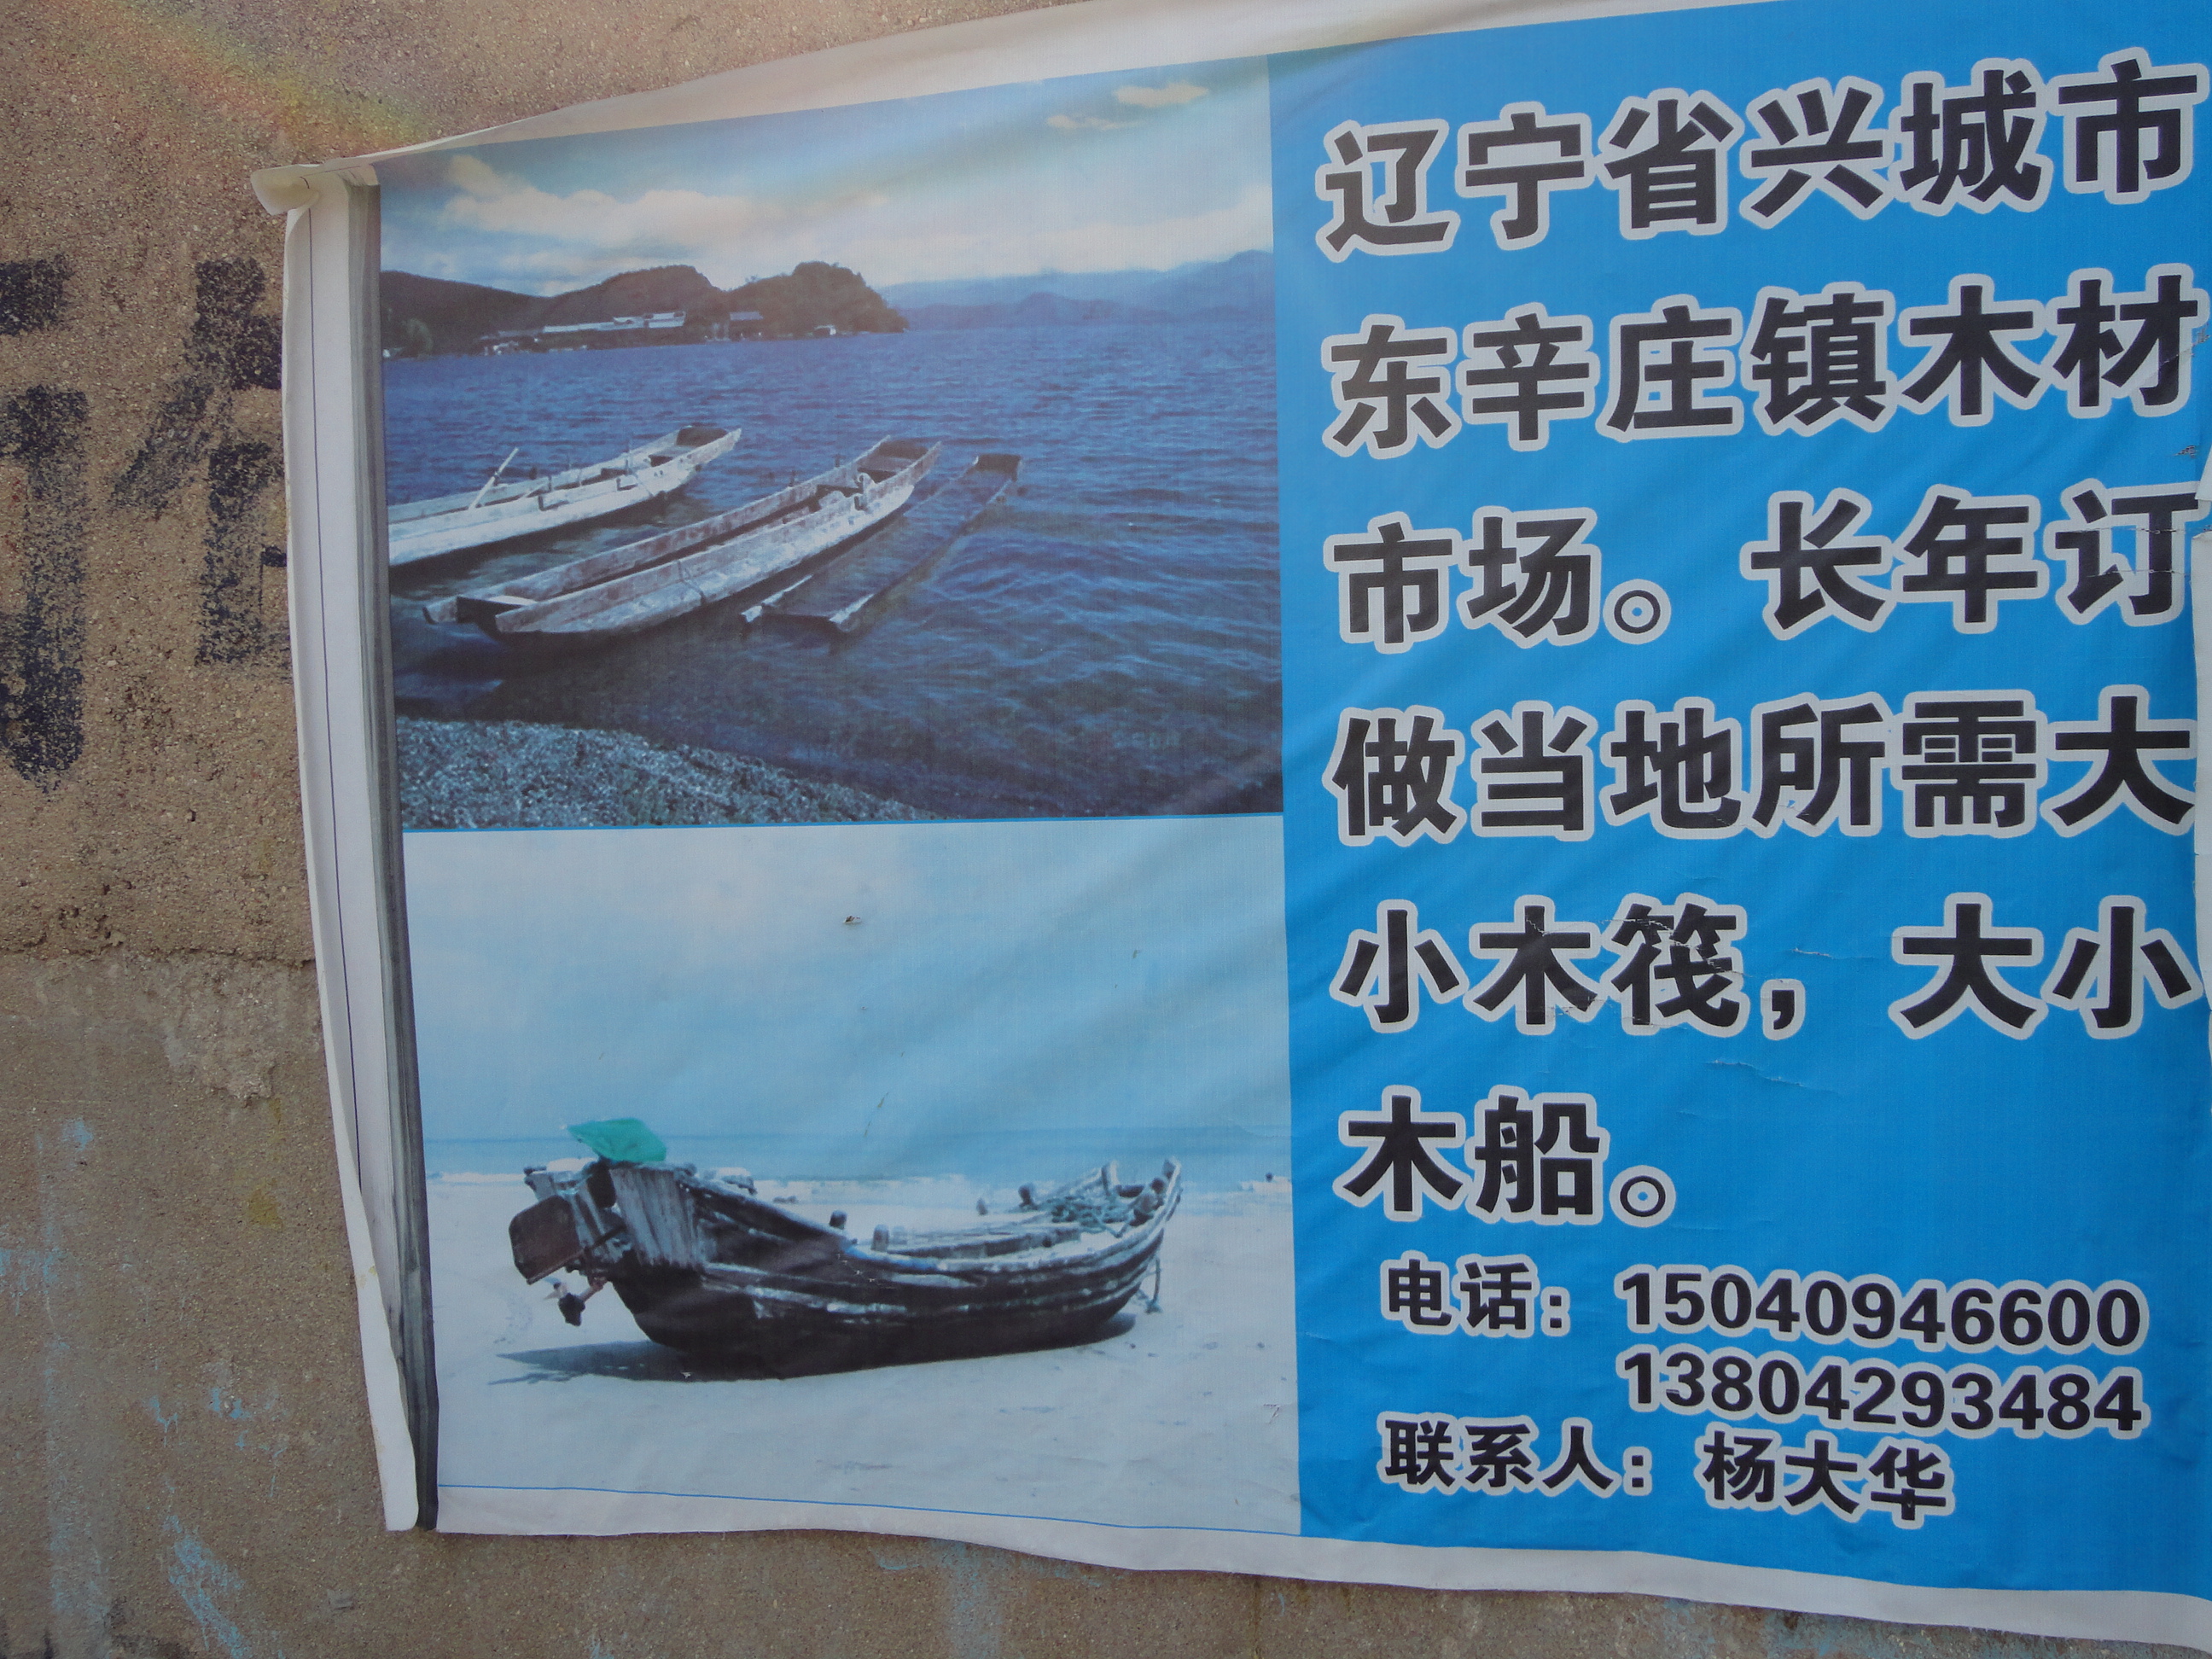 辽宁省兴城市
东辛庄镇木材
市场。长年订
做当地所需大
小木筏，大小
木船。
电话：15040946600
13804293484
联系人：杨大华